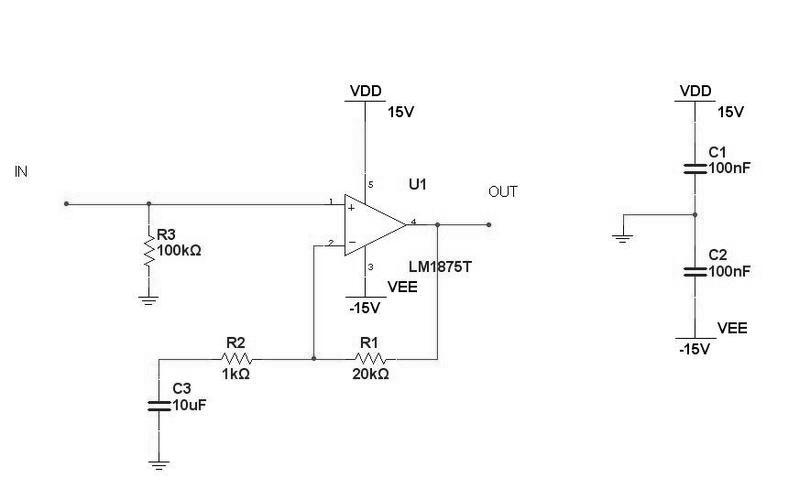 VDD
15V
VDD
15V
IN
5
U1
C1
100nF
1
+
OUT
4
R3
100kΩ
2
−
3
LM1875T
VEE
-15V
C2
100nF
VEE
-15V
R2
1kΩ
R1
20kΩ
C3
10uF